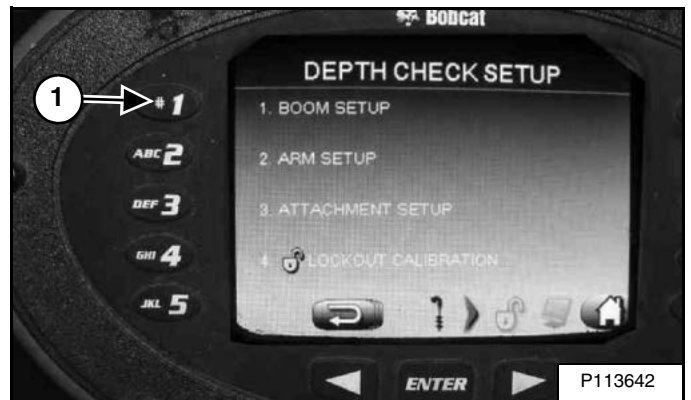 Bobcat
DEPTH CHECK SETUP
1
#1
1. BOOM SETUP
ABC 2
2. ARM SETUP
DEF 3
3. ATTACHMENT SETUP
GHI 4
4. LOCKOUT CALIBRATION...
JKL 5
ENTER
P113642